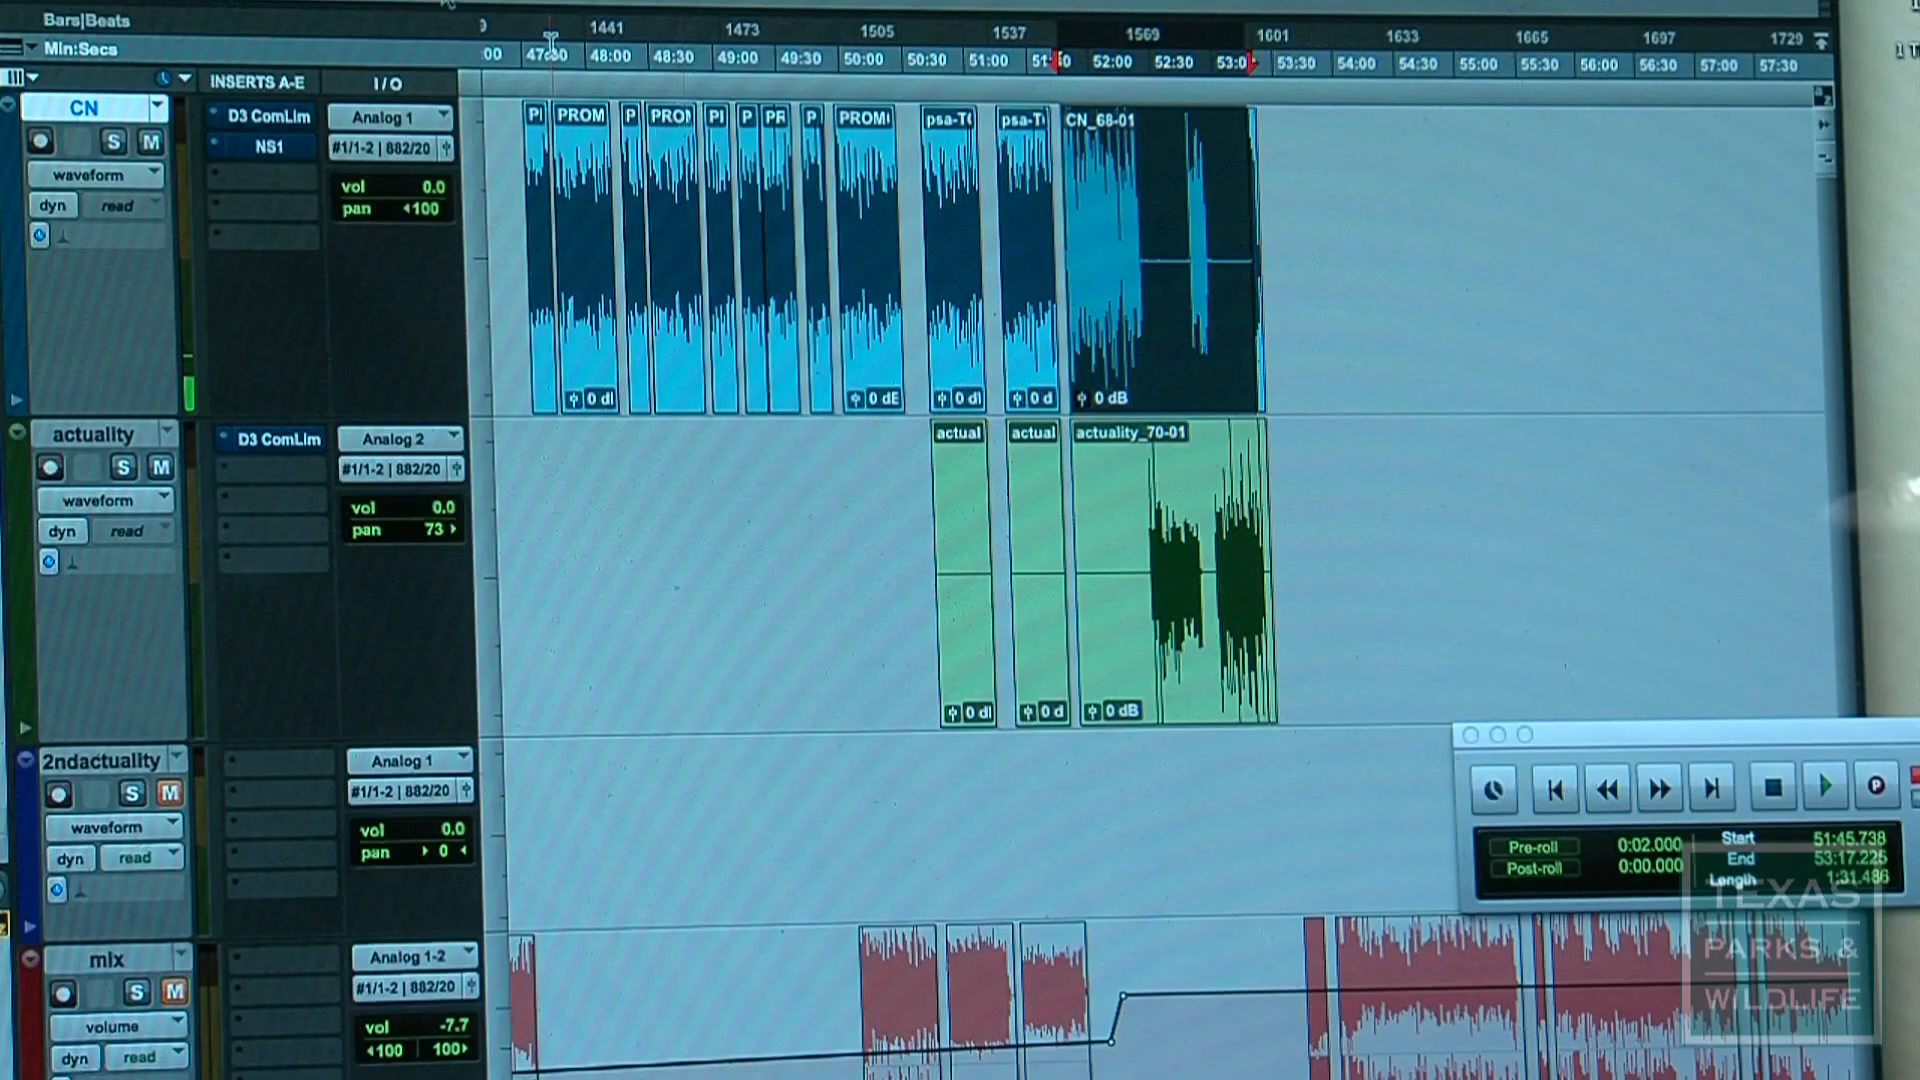 Bars|Beats
1441 1473 1505 1537 1569 1601 1633 1665 1697 1729
Min:Secs
:00 48:00 48:30 49:00 49:30 50:00 50:30 51:00 52:00 52:30 53:30 54:00 54:30 55:00 55:30 56:00 56:30 57:00 57:30
INSERTS A-E I/O
CN
D3 ComLim
Analog 1
PROM
P
P
PR
P
psa-T
CN_68-01
S M
NS1
#1/1-2 | 882/20
waveform
vol 0.0
dyn read
pan ◂100
0 dB
actuality
D3 ComLim
Analog 2
actual
actual
actuality_70-01
S M
#1/1-2 | 882/20
waveform
vol 0.0
dyn read
pan 73 ▸
0 d
0 dB
2ndactuality
Analog 1
S M
#1/1-2 | 882/20
waveform
vol 0.0
dyn read
pan ▸ 0 ◂
Pre-roll 0:02.000
Post-roll 0:00.000
Start 51:45.738
End 53:17.225
Length 1:31.486
mix
Analog 1-2
S M
#1/1-2 | 882/20
volume
vol -7.7
dyn read
◂100 100▸
TEXAS
PARKS &
WILDLIFE